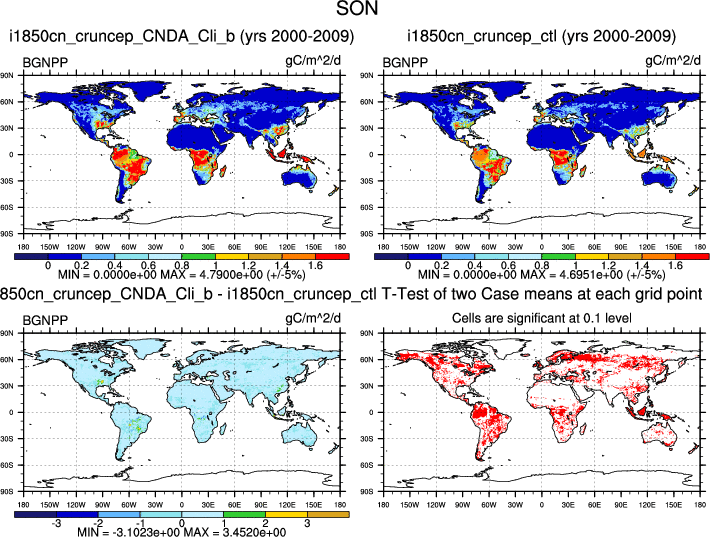 SON
i1850cn_cruncep_CNDA_Cli_b (yrs 2000-2009)
i1850cn_cruncep_ctl (yrs 2000-2009)
BGNPP gC/m^2/d
BGNPP gC/m^2/d
90N
60N
30N
0
30S
60S
90S
180 150W 120W 90W 60W 30W 0 30E 60E 90E 120E 150E 180
90N
60N
30N
0
30S
60S
90S
180 150W 120W 90W 60W 30W 0 30E 60E 90E 120E 150E 180
0 0.2 0.4 0.6 0.8 1 1.2 1.4 1.6
0 0.2 0.4 0.6 0.8 1 1.2 1.4 1.6
MIN = 0.0000e+00 MAX = 4.7900e+00 (+/-5%)
MIN = 0.0000e+00 MAX = 4.6951e+00 (+/-5%)
850cn_cruncep_CNDA_Cli_b - i1850cn_cruncep_ctl
T-Test of two Case means at each grid point
BGNPP gC/m^2/d
Cells are significant at 0.1 level
90N
60N
30N
0
30S
60S
90S
180 150W 120W 90W 60W 30W 0 30E 60E 90E 120E 150E 180
90N
60N
30N
0
30S
60S
90S
180 150W 120W 90W 60W 30W 0 30E 60E 90E 120E 150E 180
-3 -2 -1 0 1 2 3
MIN = -3.1023e+00 MAX = 3.4520e+00